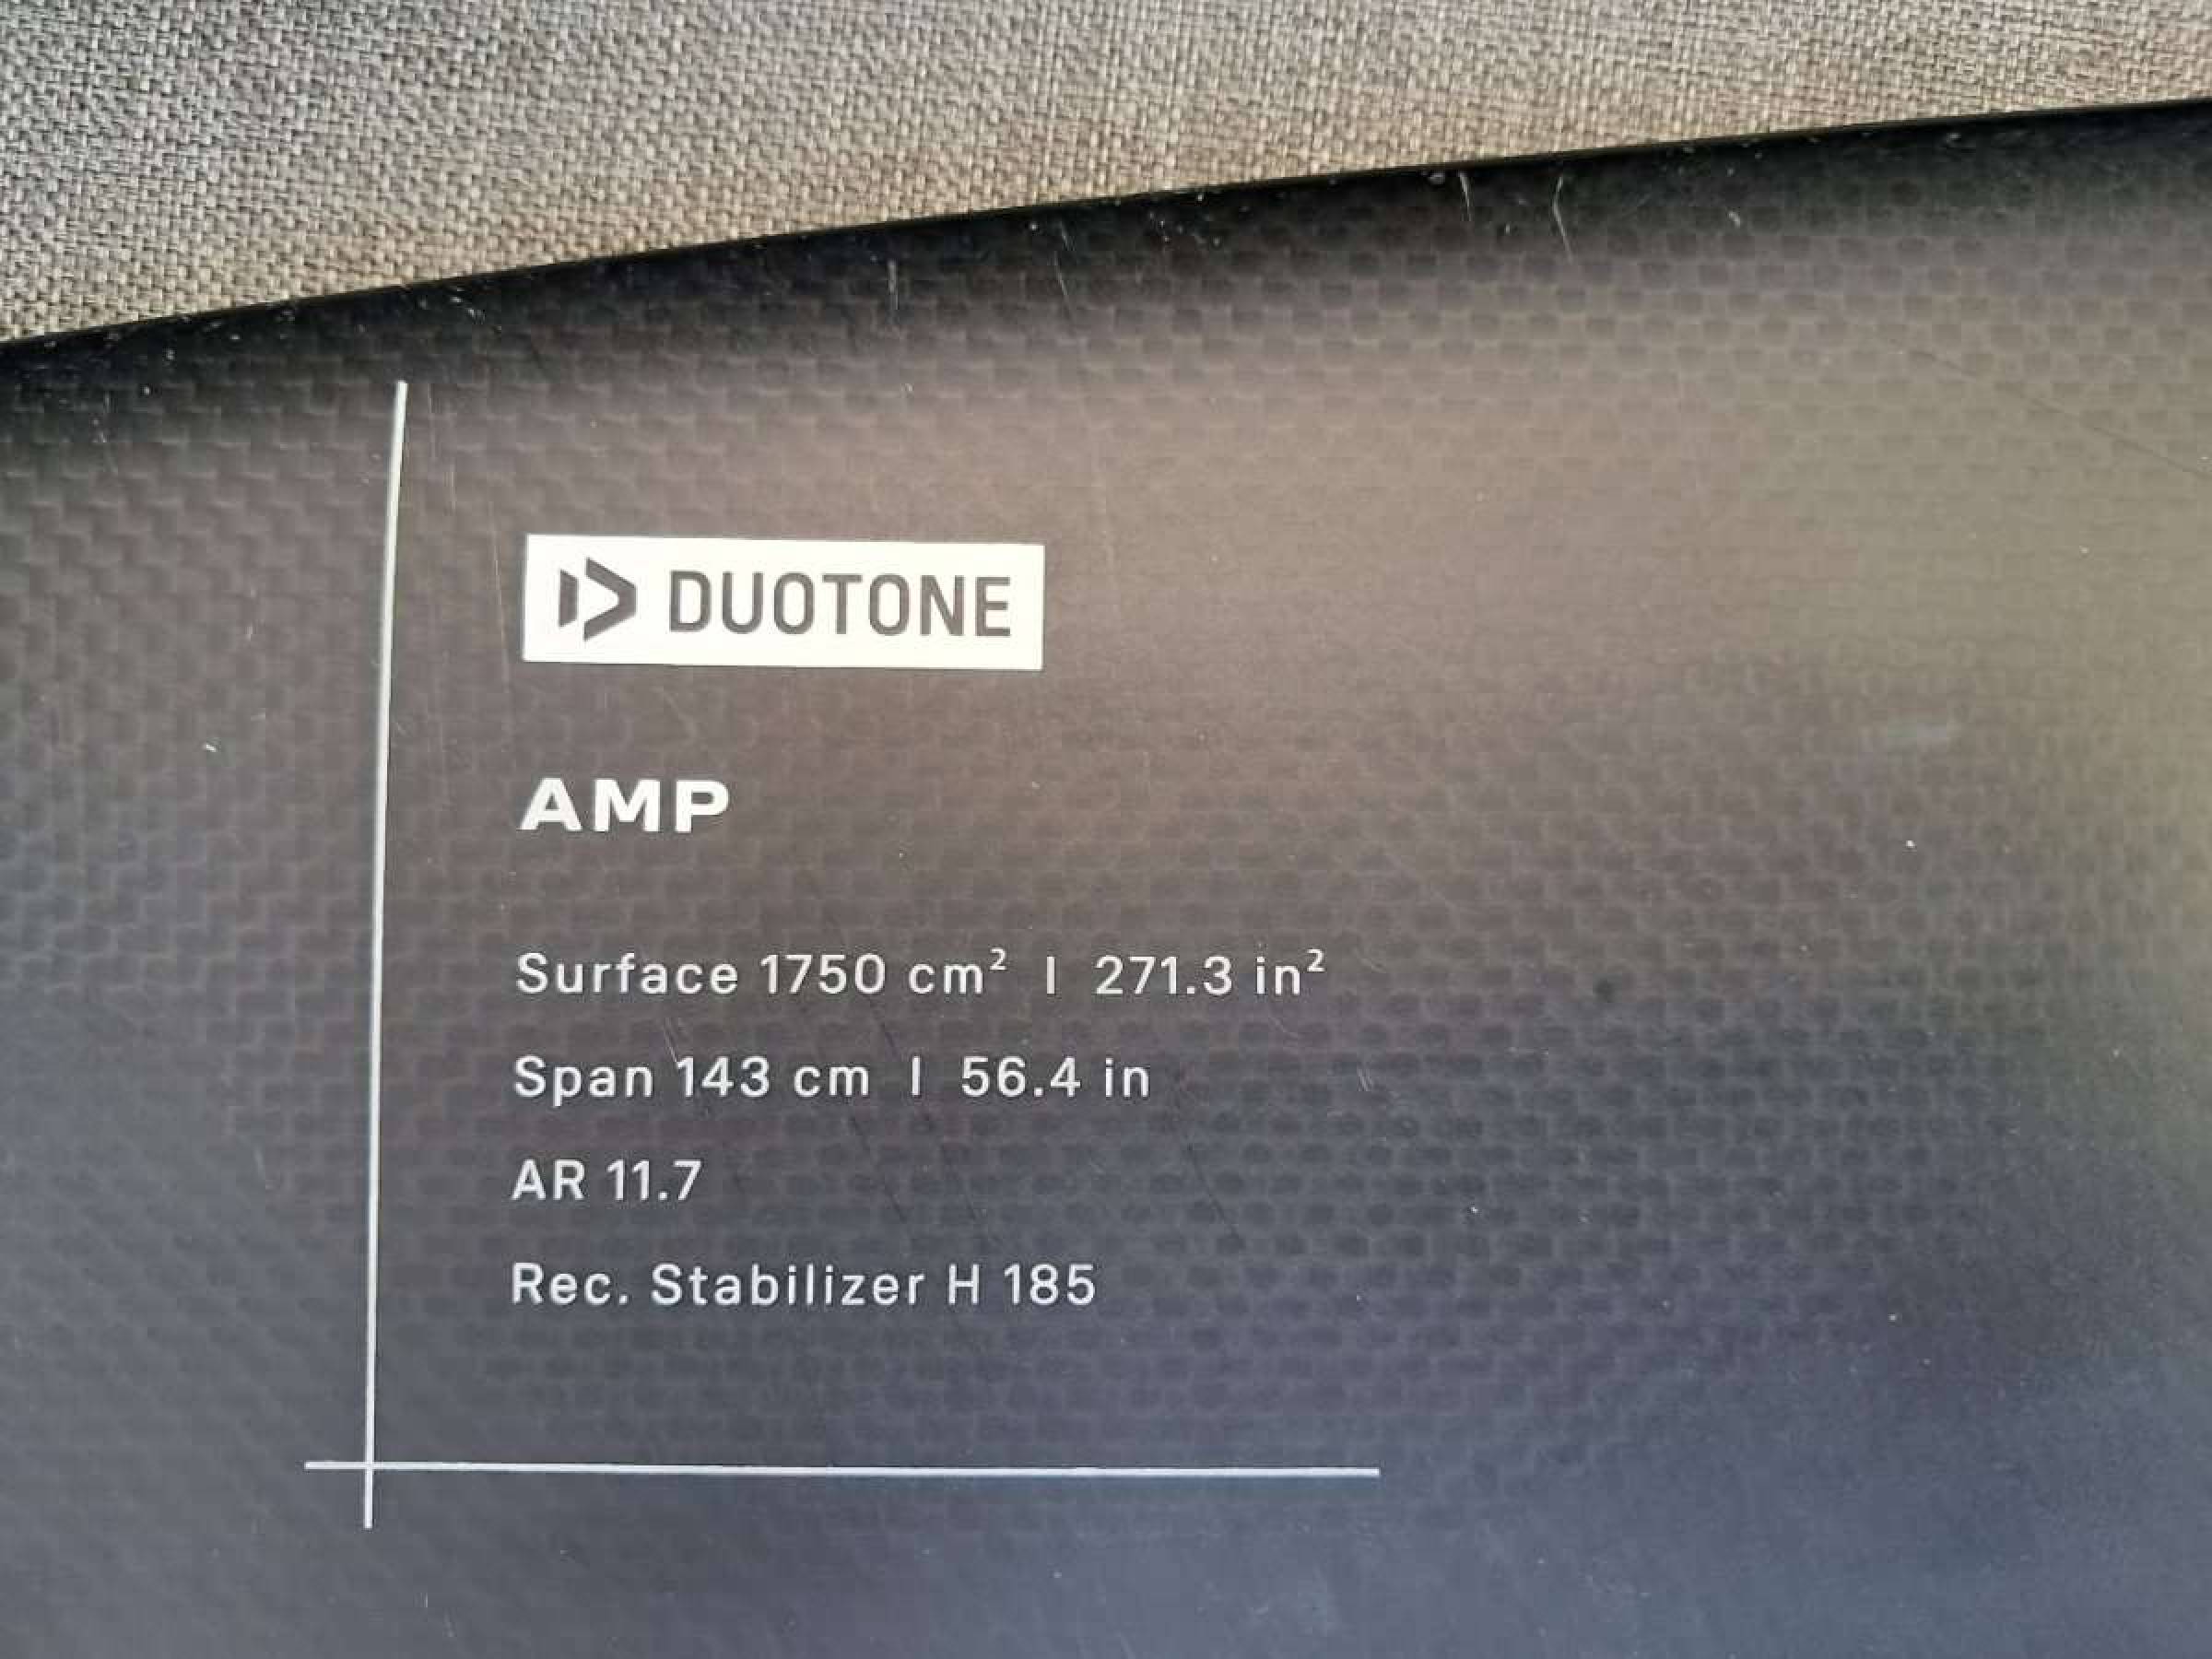 DUOTONE
AMP
Surface 1750 cm² | 271.3 in²
Span 143 cm | 56.4 in
AR 11.7
Rec. Stabilizer H 185